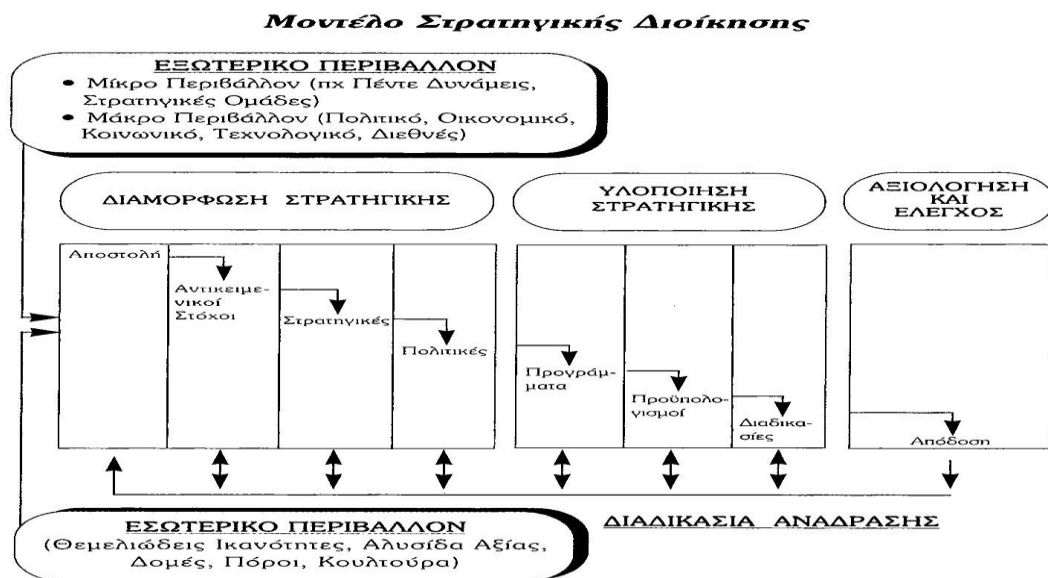 Μοντέλο Στρατηγικής Διοίκησης
ΕΞΩΤΕΡΙΚΟ ΠΕΡΙΒΑΛΛΟΝ
• Μίκρο Περιβάλλον (πχ Πέντε Δυνάμεις,
Στρατηγικές Ομάδες)
• Μάκρο Περιβάλλον (Πολιτικό, Οικονομικό,
Κοινωνικό, Τεχνολογικό, Διεθνές)
ΔΙΑΜΟΡΦΩΣΗ ΣΤΡΑΤΗΓΙΚΗΣ
ΥΛΟΠΟΙΗΣΗ
ΣΤΡΑΤΗΓΙΚΗΣ
ΑΞΙΟΛΟΓΗΣΗ
ΚΑΙ
ΕΛΕΓΧΟΣ
Αποστολή
Αντικειμε-
νικοί
Στόχοι
Στρατηγικές
Πολιτικές
Προγράμ-
ματα
Προϋπολο-
γισμοί
Διαδικα-
σίες
Απόδοση
ΔΙΑΔΙΚΑΣΙΑ ΑΝΑΔΡΑΣΗΣ
ΕΣΩΤΕΡΙΚΟ ΠΕΡΙΒΑΛΛΟΝ
(Θεμελιώδεις Ικανότητες, Αλυσίδα Αξίας,
Δομές, Πόροι, Κουλτούρα)